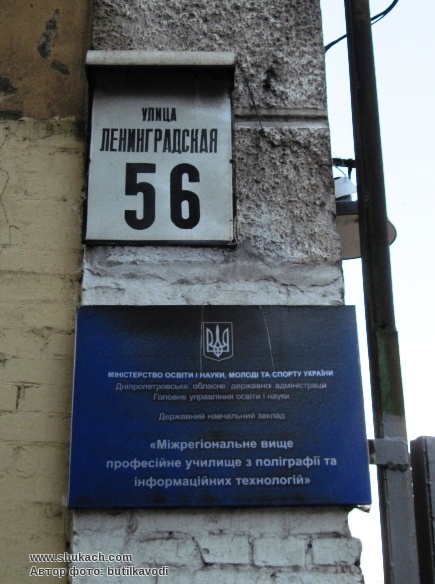 УЛИЦА
ЛЕНИНГРАДСКАЯ
56
МІНІСТЕРСТВО ОСВІТИ І НАУКИ, МОЛОДІ ТА СПОРТУ УКРАЇНИ
Дніпропетровська обласна державна адміністрація
Головне управління освіти і науки
Державний навчальний заклад
«Міжрегіональне вище
професійне училище з поліграфії та
інформаційних технологій»
www.shukach.com
Автор фото: butilkavodi